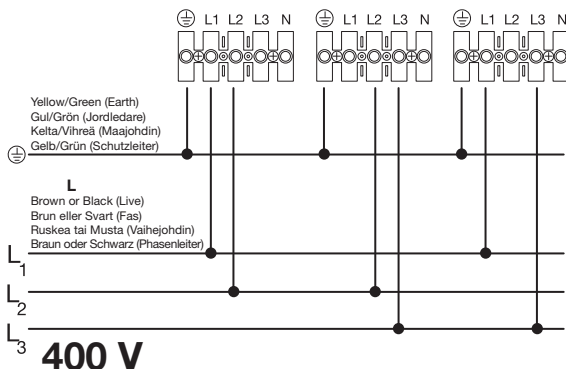 L1 L2 L3 N L1 L2 L3 N L1 L2 L3 N
Yellow/Green (Earth)
Gul/Grön (Jordledare)
Kelta/Vihreä (Maajohdin)
Gelb/Grün (Schutzleiter)
L
Brown or Black (Live)
Brun eller Svart (Fas)
Ruskea tai Musta (Vaihejohdin)
Braun oder Schwarz (Phasenleiter)
L1
L2
L3
400 V